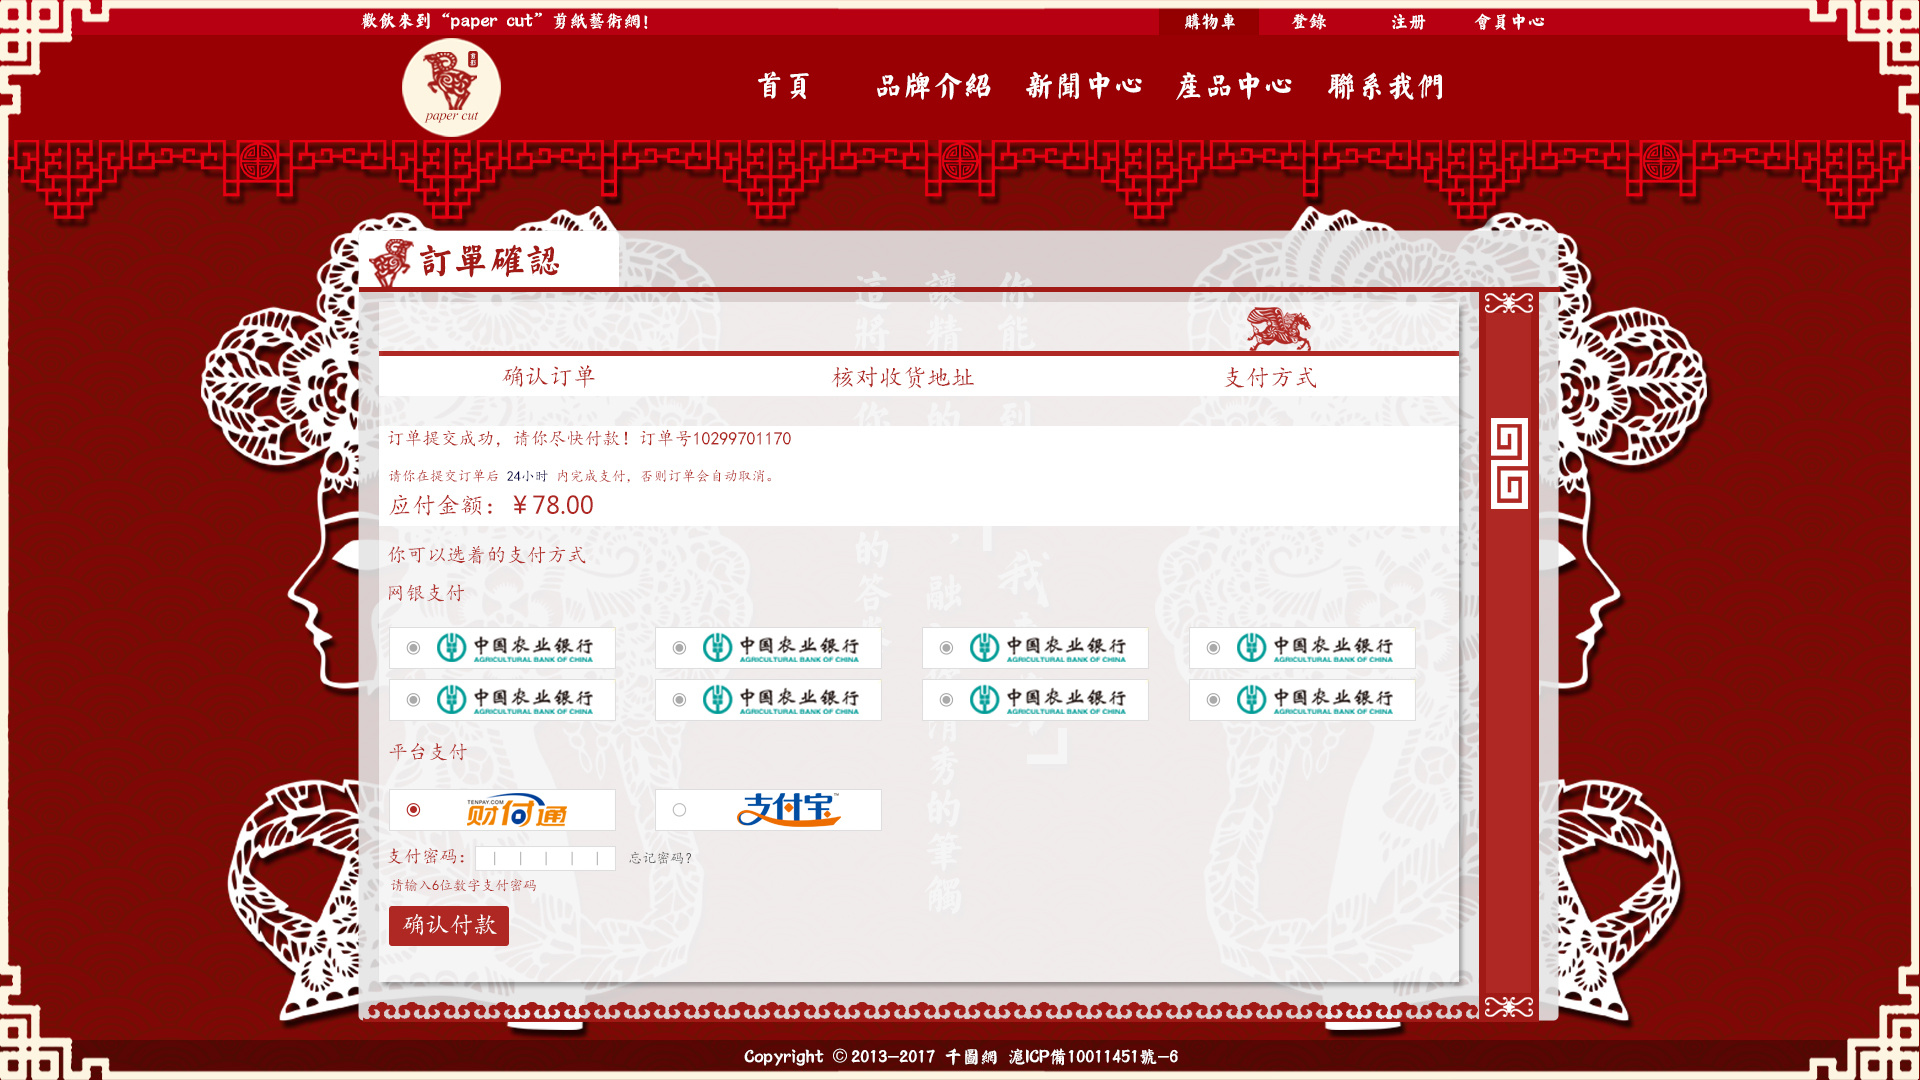 歡飲來到“paper cut”剪紙藝術網！
購物車 登錄 注册 會員中心
paper cut
首頁 品牌介紹 新聞中心 産品中心 聯系我們
訂單確認
确认订单 核对收货地址 支付方式
订单提交成功，请你尽快付款！订单号10299701170
请你在提交订单后 24小时 内完成支付，否则订单会自动取消。
应付金额：￥78.00
你可以选着的支付方式
网银支付
中国农业银行 中国农业银行 中国农业银行 中国农业银行
AGRICULTURAL BANK OF CHINA AGRICULTURAL BANK OF CHINA AGRICULTURAL BANK OF CHINA AGRICULTURAL BANK OF CHINA
中国农业银行 中国农业银行 中国农业银行 中国农业银行
AGRICULTURAL BANK OF CHINA AGRICULTURAL BANK OF CHINA AGRICULTURAL BANK OF CHINA AGRICULTURAL BANK OF CHINA
平台支付
TENPAY.COM
财付通 支付宝™
支付密码： 忘记密码？
请输入6位数字支付密码
确认付款
Copyright ©2013-2017 千圖網 滬ICP備10011451號-6